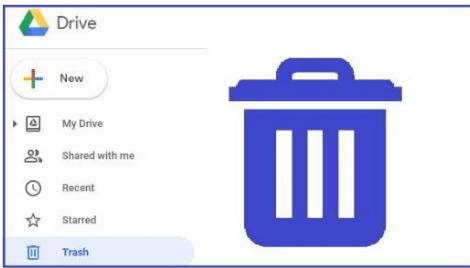 Drive
New
My Drive
Shared with me
Recent
Starred
Trash